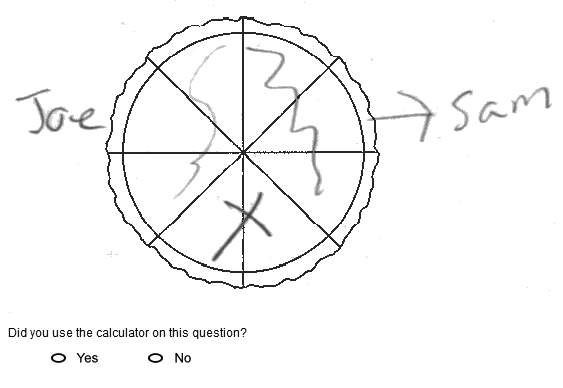 Joe
Sam
X
Did you use the calculator on this question?
Yes
No